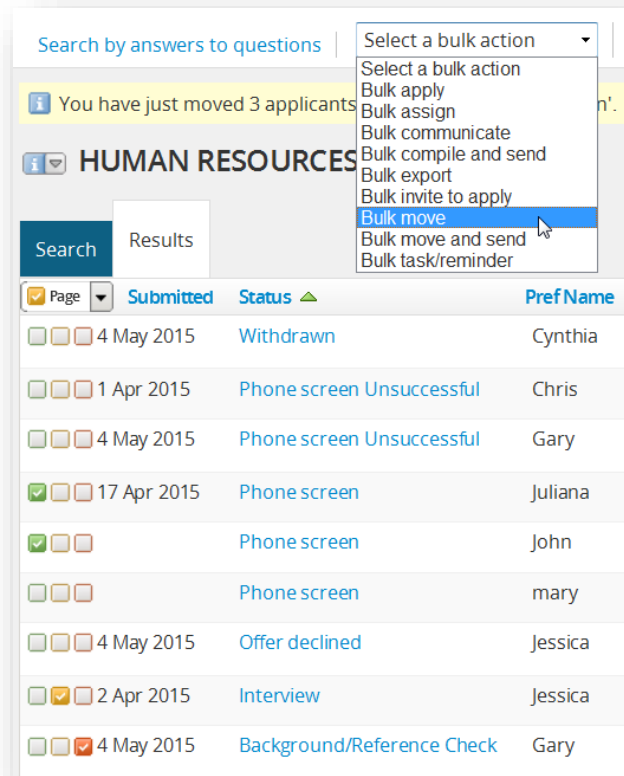 Search by answers to questions
Select a bulk action
Select a bulk action
Bulk apply
Bulk assign
Bulk communicate
Bulk compile and send
Bulk export
Bulk invite to apply
Bulk move
Bulk move and send
Bulk task/reminder
You have just moved 3 applicants n'.
HUMAN RESOURCES
Search
Results
Page Submitted Status Pref Name
4 May 2015 Withdrawn Cynthia
1 Apr 2015 Phone screen Unsuccessful Chris
4 May 2015 Phone screen Unsuccessful Gary
17 Apr 2015 Phone screen Juliana
Phone screen John
Phone screen mary
4 May 2015 Offer declined Jessica
2 Apr 2015 Interview Jessica
4 May 2015 Background/Reference Check Gary